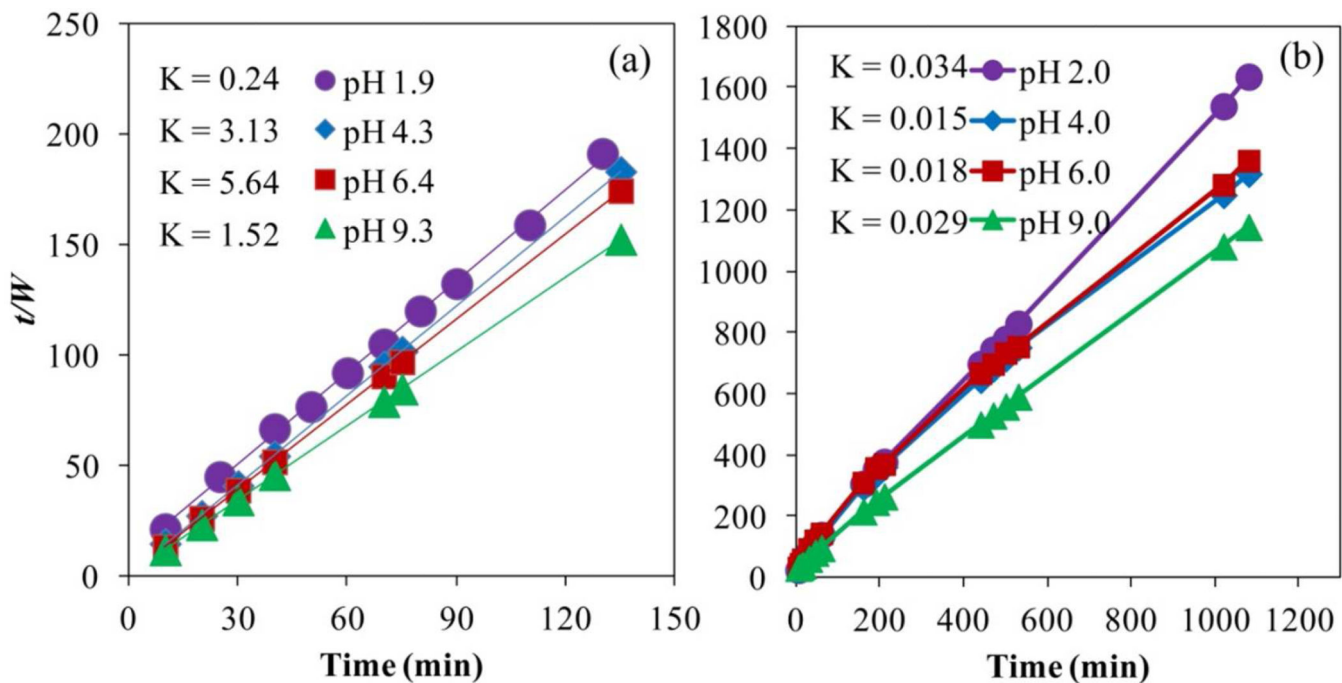 (a)
K = 0.24 pH 1.9
K = 3.13 pH 4.3
K = 5.64 pH 6.4
K = 1.52 pH 9.3
t/W
250
200
150
100
50
0
0 30 60 90 120 150
Time (min)
(b)
K = 0.034 pH 2.0
K = 0.015 pH 4.0
K = 0.018 pH 6.0
K = 0.029 pH 9.0
1800
1600
1400
1200
1000
800
600
400
200
0
0 200 400 600 800 1000 1200
Time (min)